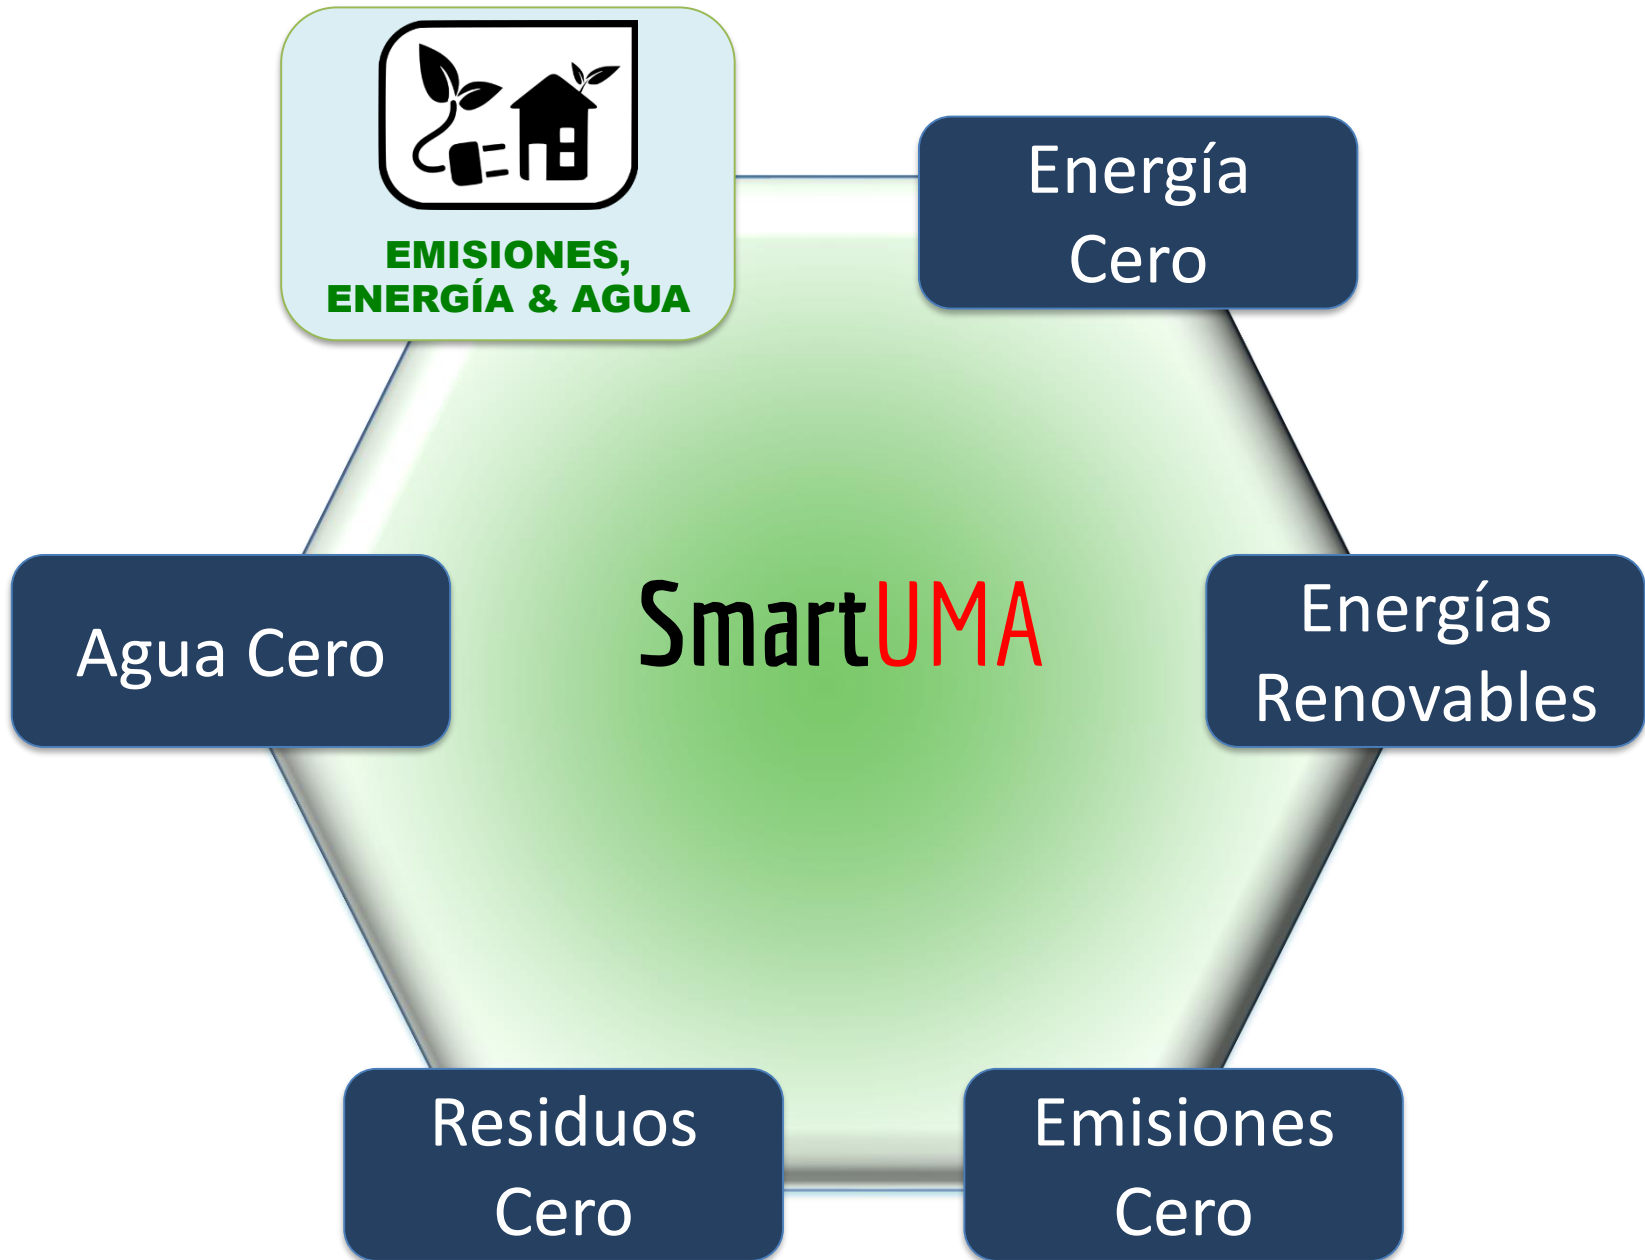 EMISIONES,
ENERGÍA & AGUA
Energía
Cero
Agua Cero
SmartUMA
Energías
Renovables
Residuos
Cero
Emisiones
Cero